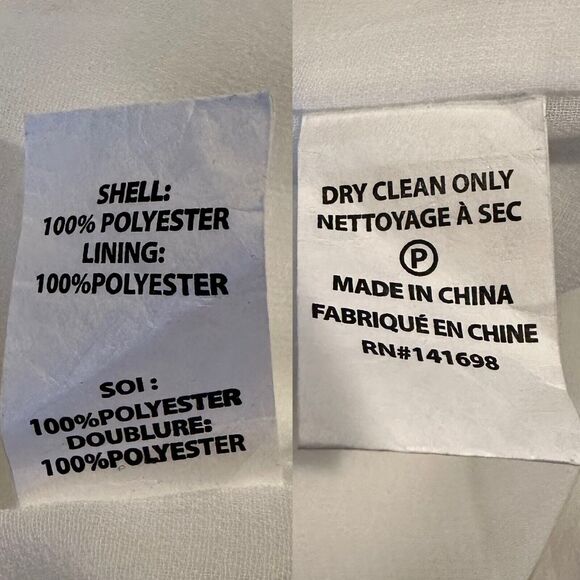 SHELL:
100% POLYESTER
LINING:
100%POLYESTER
SOI :
100%POLYESTER
DOUBLURE:
100%POLYESTER
DRY CLEAN ONLY
NETTOYAGE À SEC
P
MADE IN CHINA
FABRIQUÉ EN CHINE
RN#141698